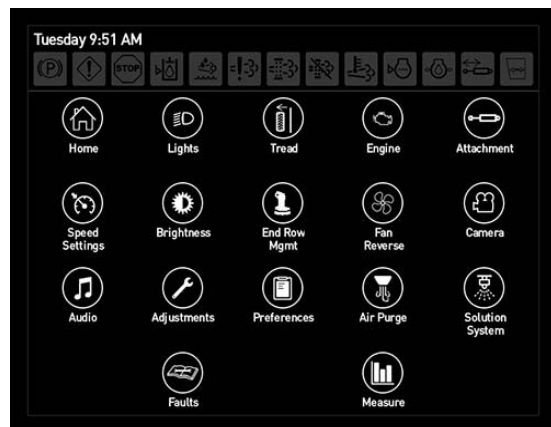 Tuesday 9:51 AM
(P) STOP
Home Lights Tread Engine Attachment
Speed Settings Brightness End Row Mgmt Fan Reverse Camera
Audio Adjustments Preferences Air Purge Solution System
Faults Measure